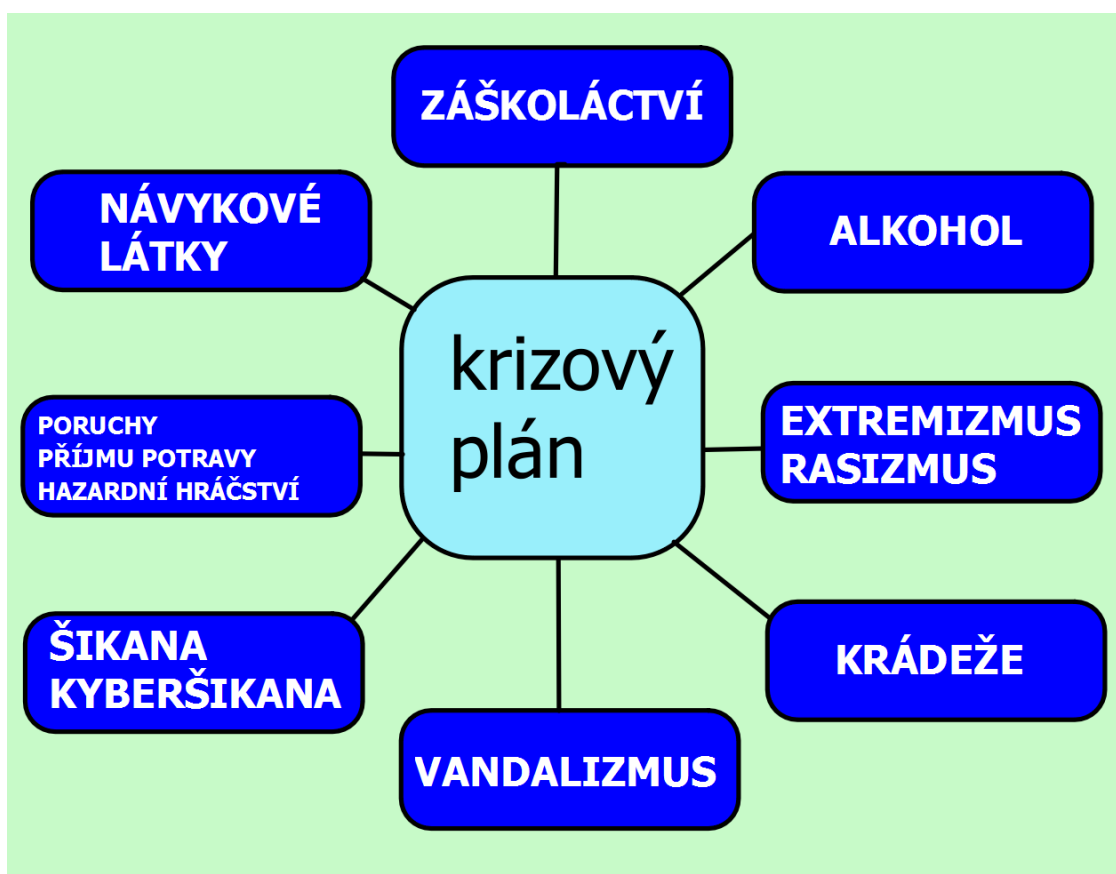 ZÁŠKOLÁCTVÍ
NÁVYKOVÉ
LÁTKY
ALKOHOL
krizový
plán
PORUCHY
PŘÍJMU POTRAVY
HAZARDNÍ HRÁČSTVÍ
EXTREMIZMUS
RASIZMUS
ŠIKANA
KYBERŠIKANA
KRÁDEŽE
VANDALIZMUS